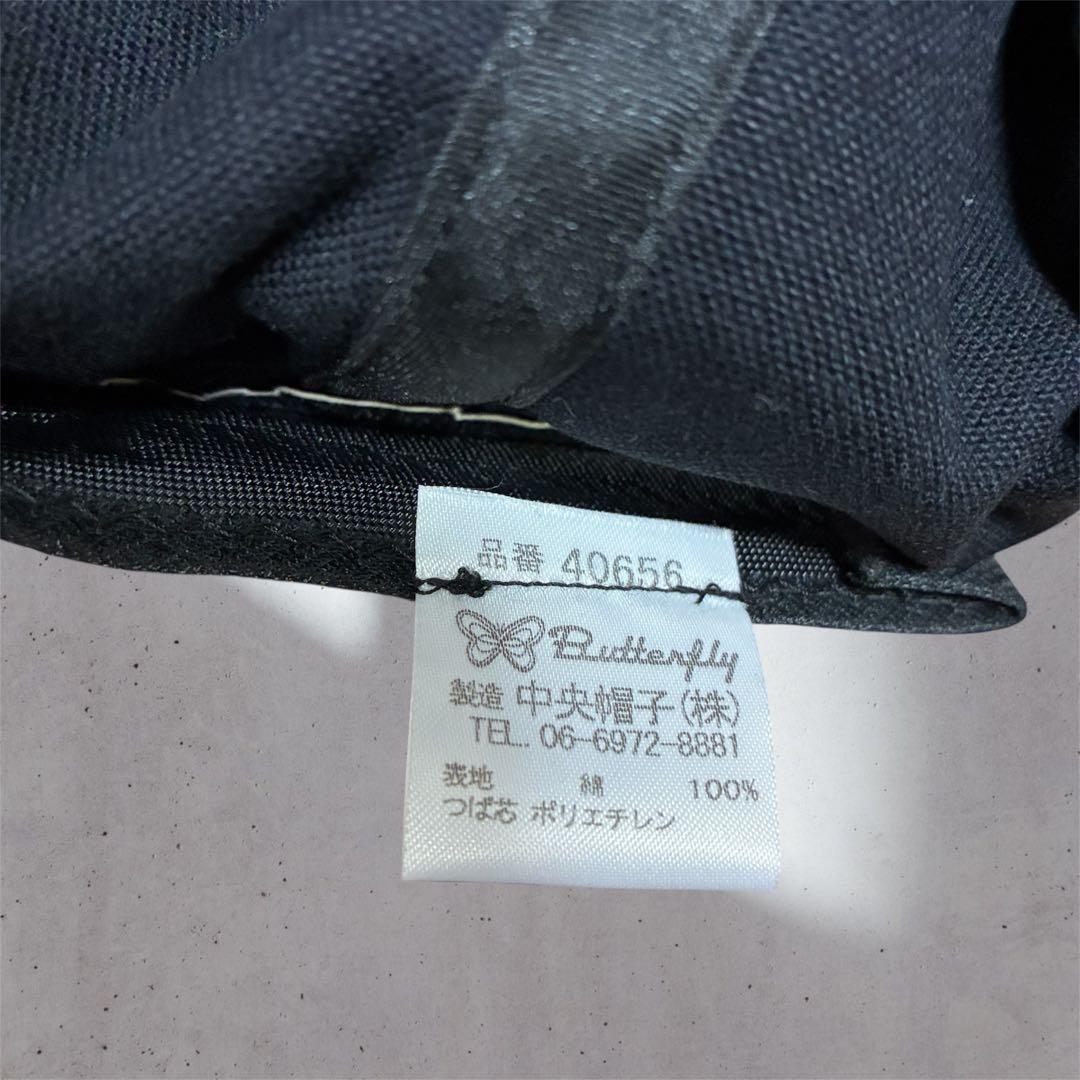 品番 40656
Butterfly
製造 中央帽子(株)
TEL. 06-6972-8881
表地 綿 100%
つば芯 ポリエチレン